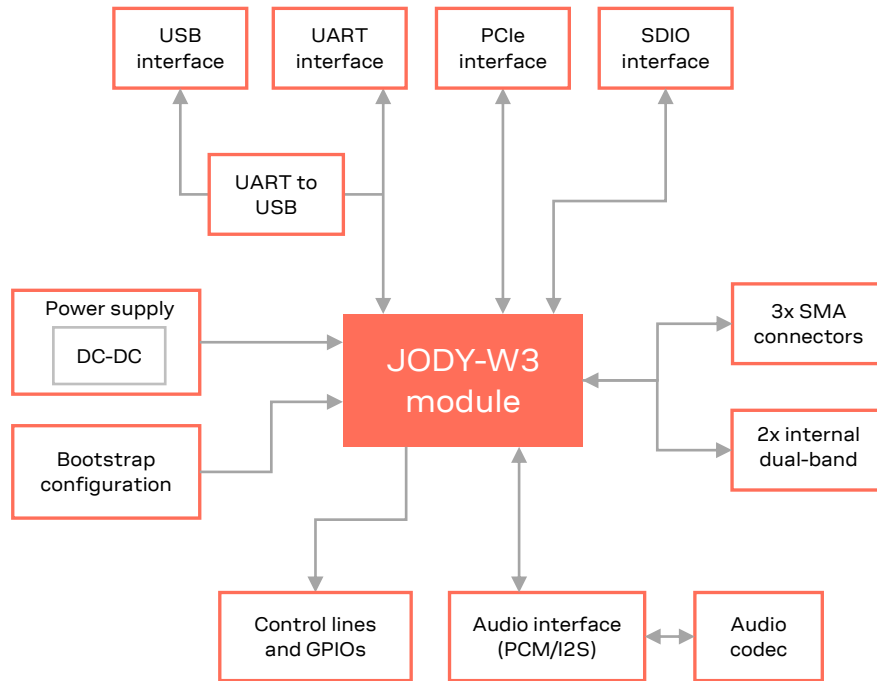 USB
interface
UART
interface
PCIe
interface
SDIO
interface
UART to
USB
Power supply
DC-DC
JODY-W3
module
3x SMA
connectors
Bootstrap
configuration
2x internal
dual-band
Control lines
and GPIOs
Audio interface
(PCM/I2S)
Audio
codec